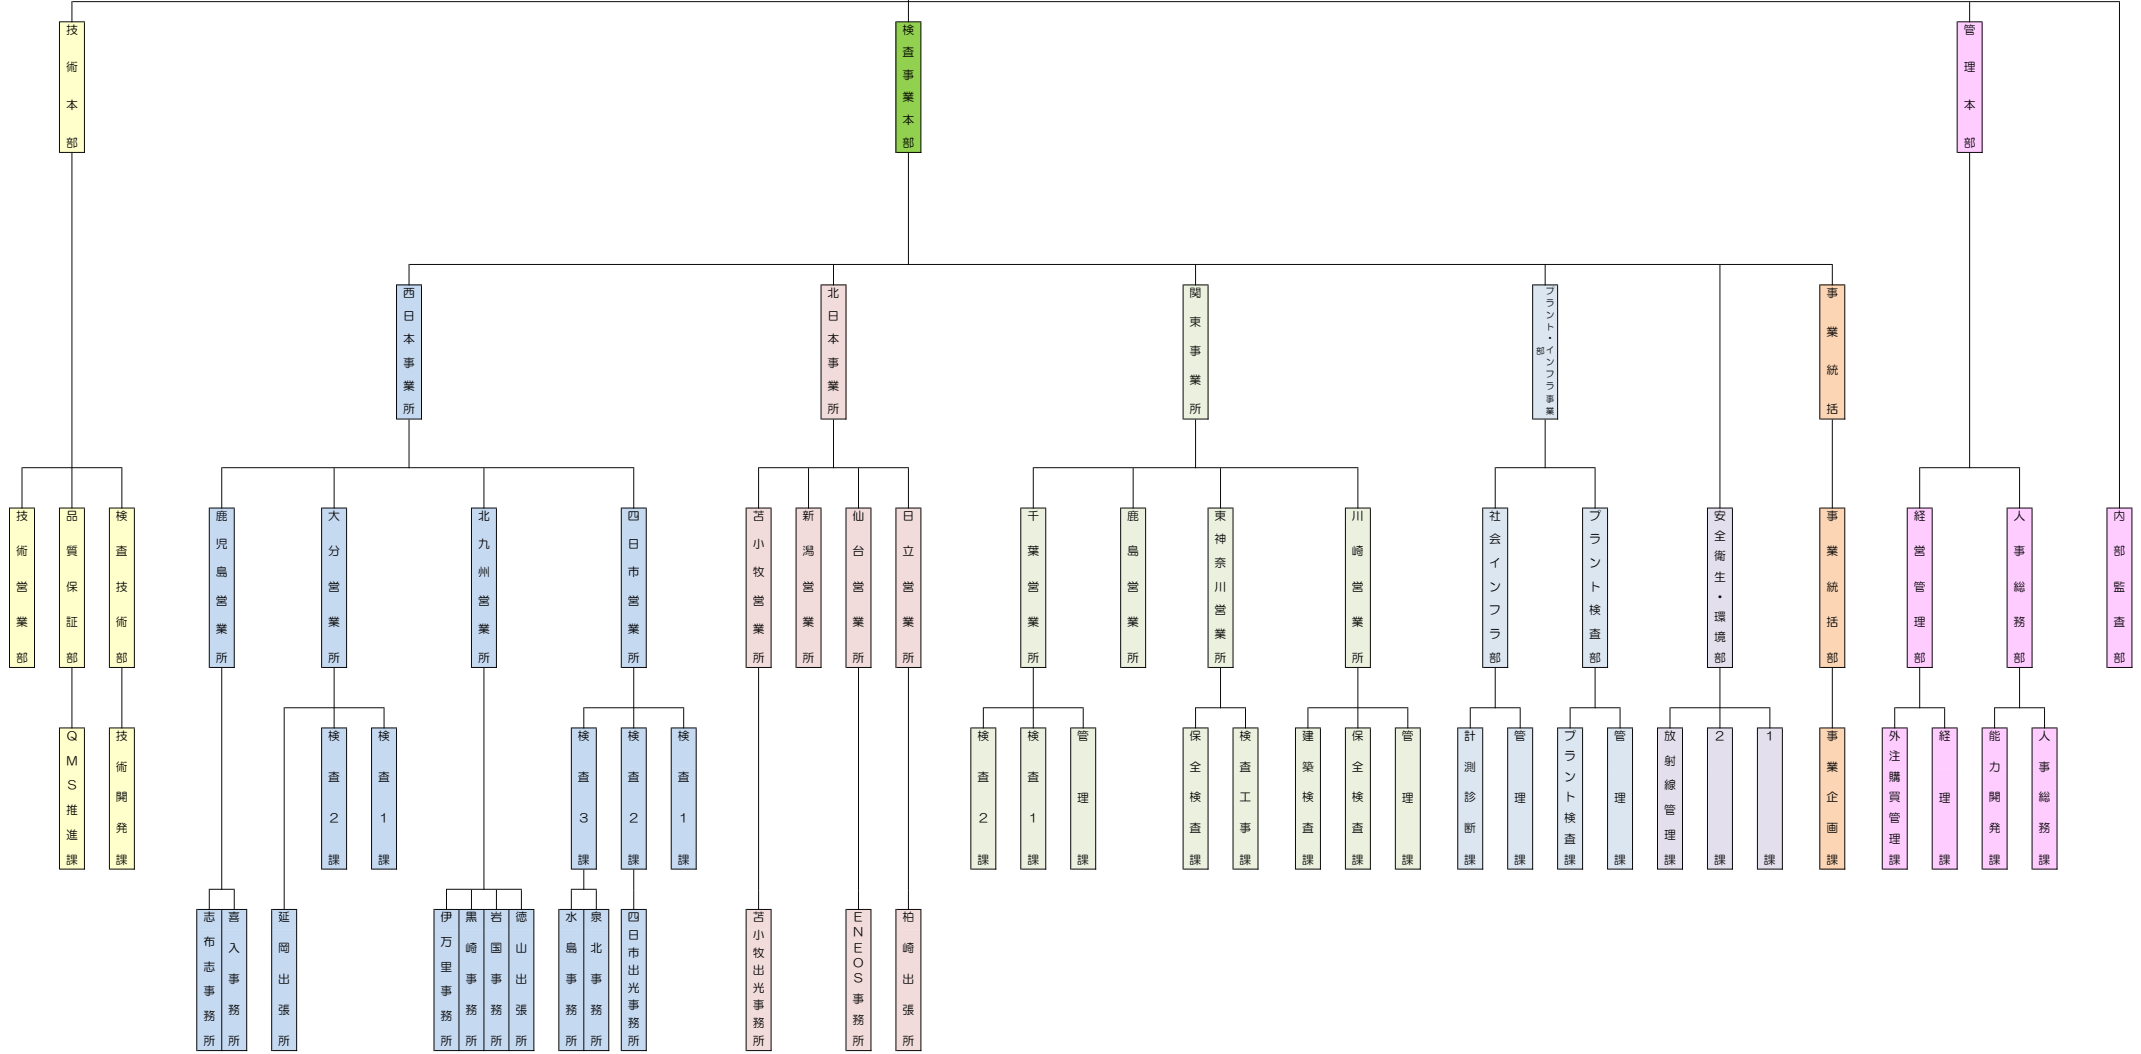 技術本部
検査事業本部
管理本部
西日本事業所
北日本事業所
関東事業所
プラント・インフラ事業
部
事業統括
技術営業部
品質保証部
検査技術部
鹿児島営業所
大分営業所
北九州営業所
四日市営業所
苫小牧営業所
新潟営業所
仙台営業所
日立営業所
千葉営業所
鹿島営業所
東神奈川営業所
川崎営業所
社会インフラ部
プラント検査部
安全衛生・環境部
事業統括部
経営管理部
人事総務部
内部監査部
QMS推進課
技術開発課
検査2課
検査1課
検査3課
検査2課
検査1課
検査2課
検査1課
管理課
保全検査課
検査工事課
建築検査課
保全検査課
管理課
計測診断課
管理課
プラント検査課
管理課
放射線管理課
2課
1課
事業企画課
外注購買管理課
経理課
能力開発課
人事総務課
志布志事務所
喜入事務所
延岡出張所
伊万里事務所
黒崎事務所
岩国事務所
徳山出張所
水島事務所
泉北事務所
四日市出光事務所
苫小牧出光事務所
ENEOS事務所
柏崎出張所